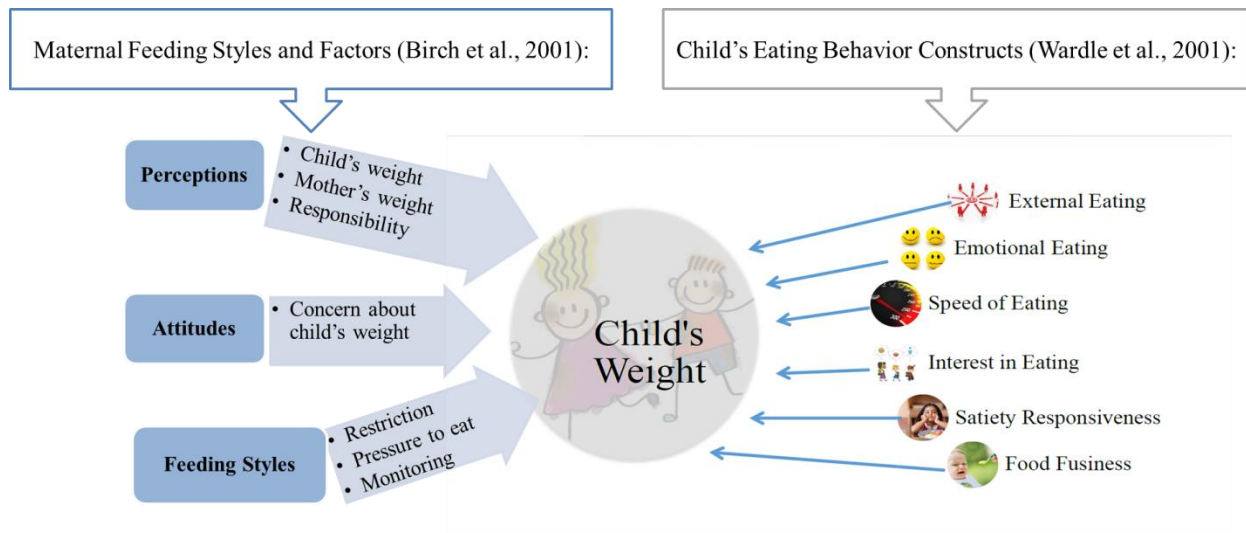 Maternal Feeding Styles and Factors (Birch et al., 2001):
Child’s Eating Behavior Constructs (Wardle et al., 2001):
Perceptions
• Child’s weight
• Mother’s weight
• Responsibility
Attitudes
• Concern about
child’s weight
Feeding Styles
• Restriction
• Pressure to eat
• Monitoring
Child's
Weight
External Eating
Emotional Eating
Speed of Eating
Interest in Eating
Satiety Responsiveness
Food Fusiness